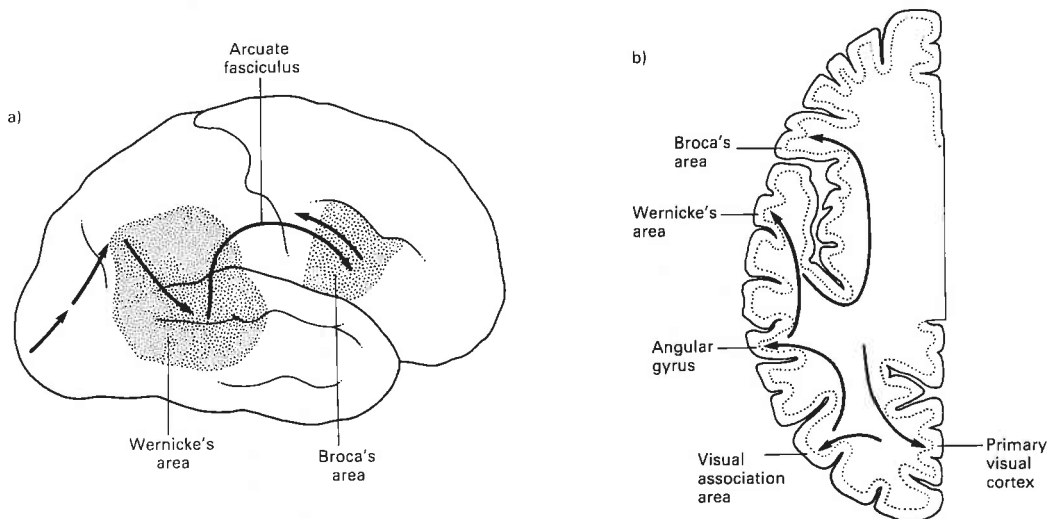 a)
Arcuate
fasciculus
Wernicke's
area
Broca's
area
b)
Broca's
area
Wernicke's
area
Angular
gyrus
Visual
association
area
Primary
visual
cortex